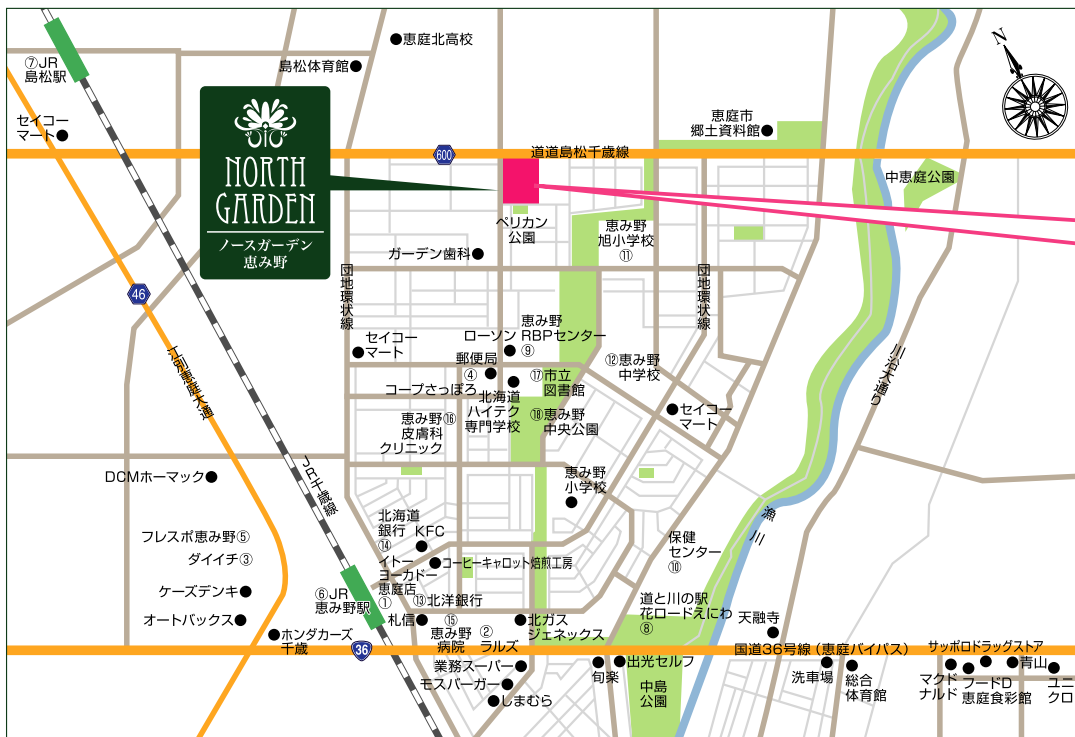 恵庭北高校
⑦JR
島松駅
島松体育館
N
セイコー
マート
恵庭市
郷土資料館
NORTH
GARDEN
ノースガーデン
恵み野
600
道道島松千歳線
中恵庭公園
ペリカン
公園
恵み野
旭小学校
⑪
ガーデン歯科
団地環状線
団地環状線
46
江別恵庭大通
川沿大通り
セイコー
マート
ローソン
恵み野
RBPセンター
⑨
郵便局
④
コープさっぽろ
北海道
ハイテク
専門学校
⑰市立
図書館
⑫恵み野
中学校
⑱恵み野
中央公園
セイコー
マート
恵み野⑯
皮膚科
クリニック
恵み野
小学校
DCMホーマック
JR千歳線
漁川
フレスポ恵み野⑤
ダイイチ③
北海道
銀行
⑭
KFC
コーヒーキャロット焙煎工房
イトー
ヨーカドー
恵庭店
①
保健
センター
⑩
ケーズデンキ
オートバックス
⑥JR
恵み野駅
⑬北洋銀行
札信
⑮
恵み野
病院
②
ラルズ
北ガス
ジェネックス
道と川の駅
花ロードえにわ
⑧
天融寺
ホンダカーズ
千歳
36
国道36号線(恵庭バイパス)
業務スーパー
モスバーガー
しまむら
旬楽
出光セルフ
中島
公園
洗車場
総合
体育館
サッポロドラッグストア
マクド
ナルド
フードD
恵庭食彩館
青山
ユニ
クロ